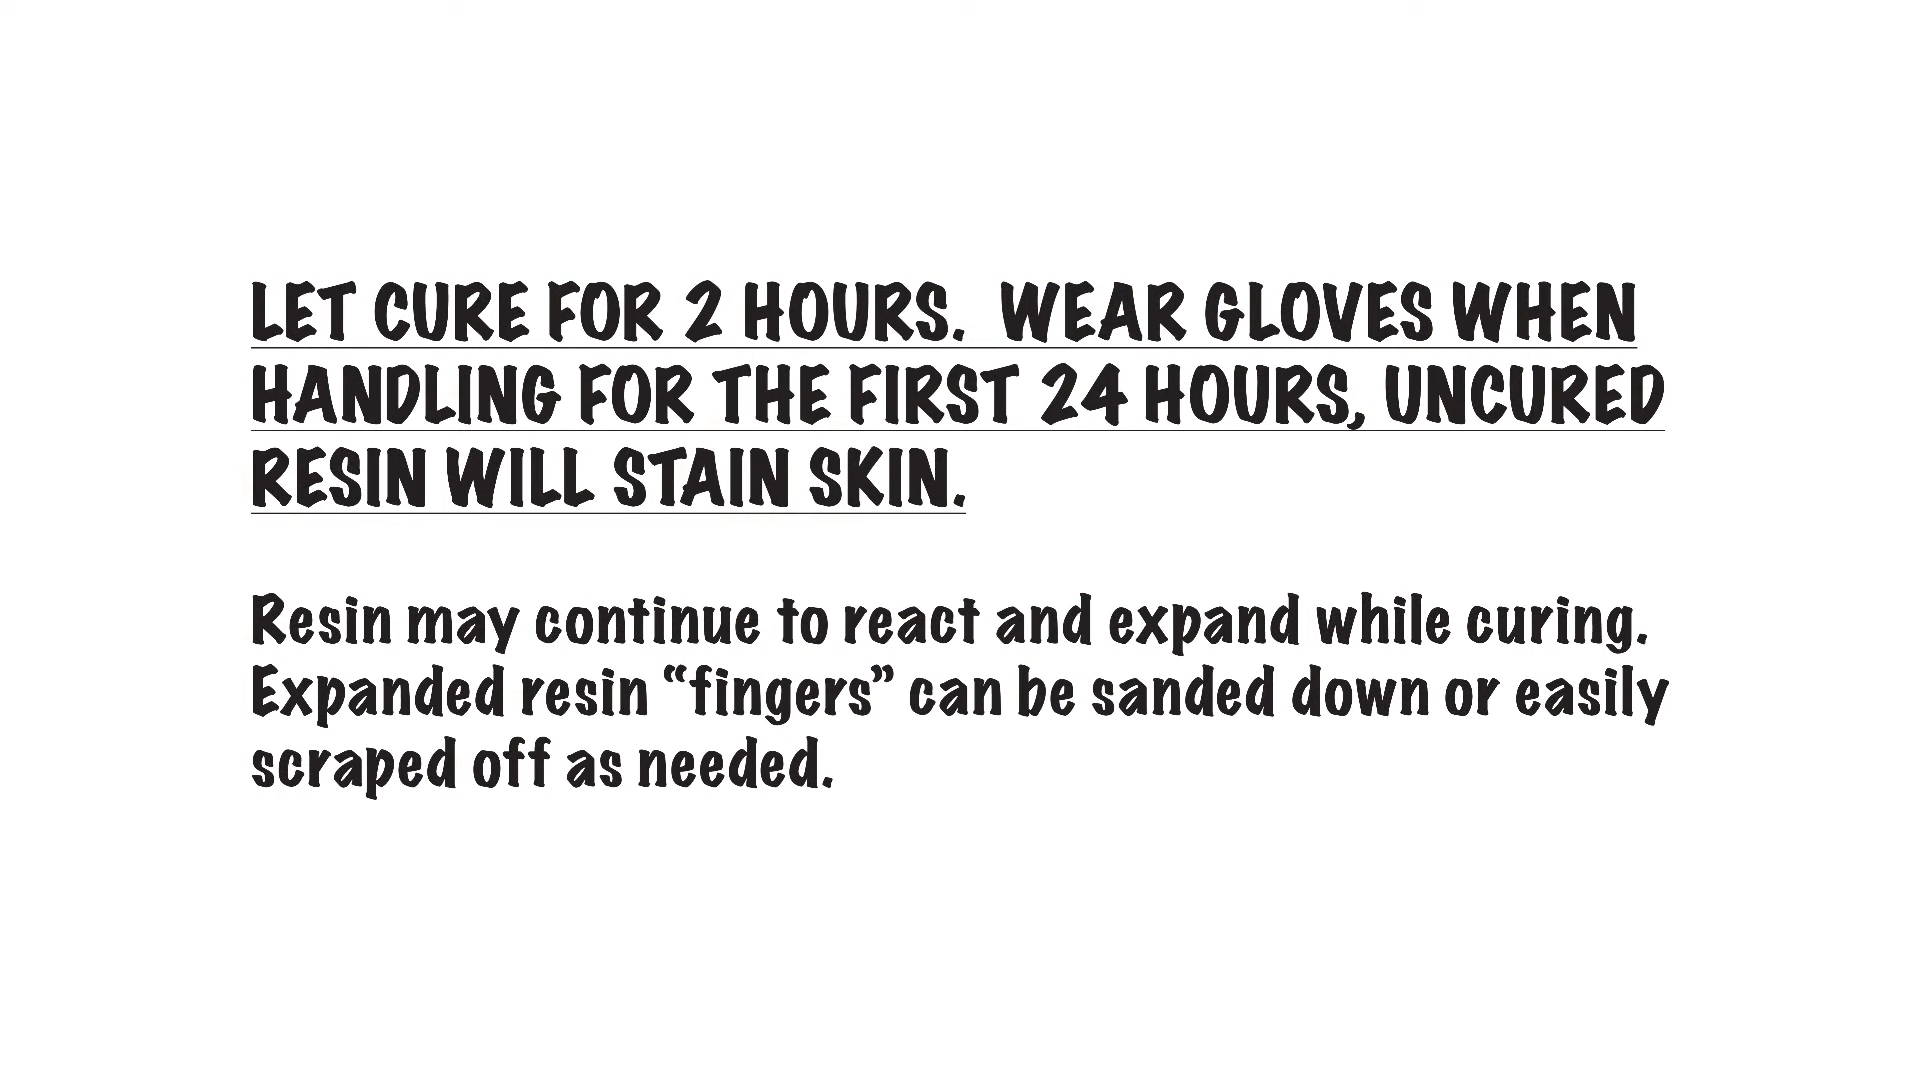 LET CURE FOR 2 HOURS.  WEAR GLOVES WHEN
HANDLING FOR THE FIRST 24 HOURS, UNCURED
RESIN WILL STAIN SKIN.
Resin may continue to react and expand while curing.
Expanded resin “fingers” can be sanded down or easily
scraped off as needed.